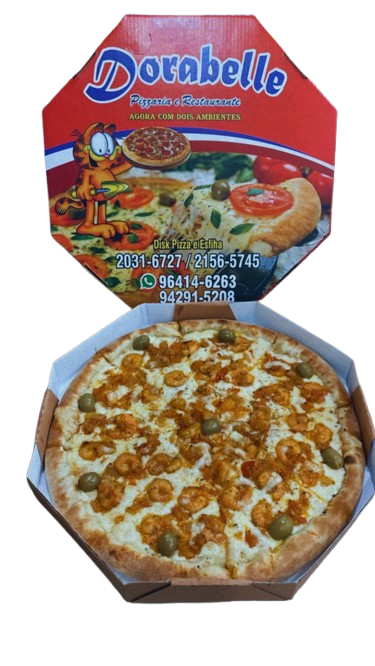 Dorabelle
Pizzaria e Restaurante
AGORA COM DOIS AMBIENTES
Disk Pizza e Esfiha
2031-6727 / 2156-5745
96414-6263
94291-5208